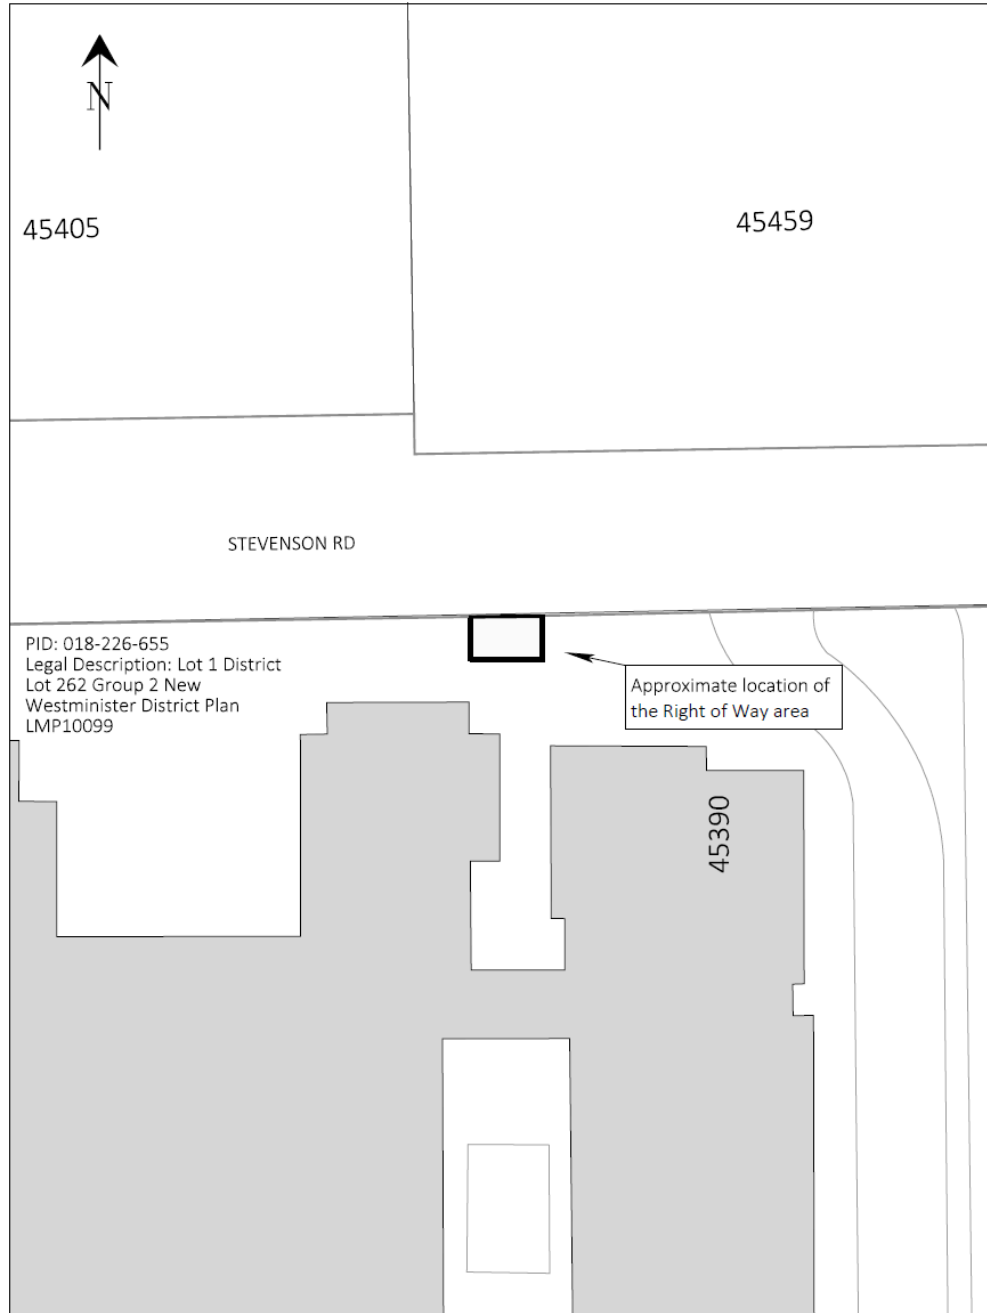 N
45405
45459
STEVENSON RD
PID: 018-226-655
Legal Description: Lot 1 District
Lot 262 Group 2 New
Westminister District Plan
LMP10099
Approximate location of
the Right of Way area
45390